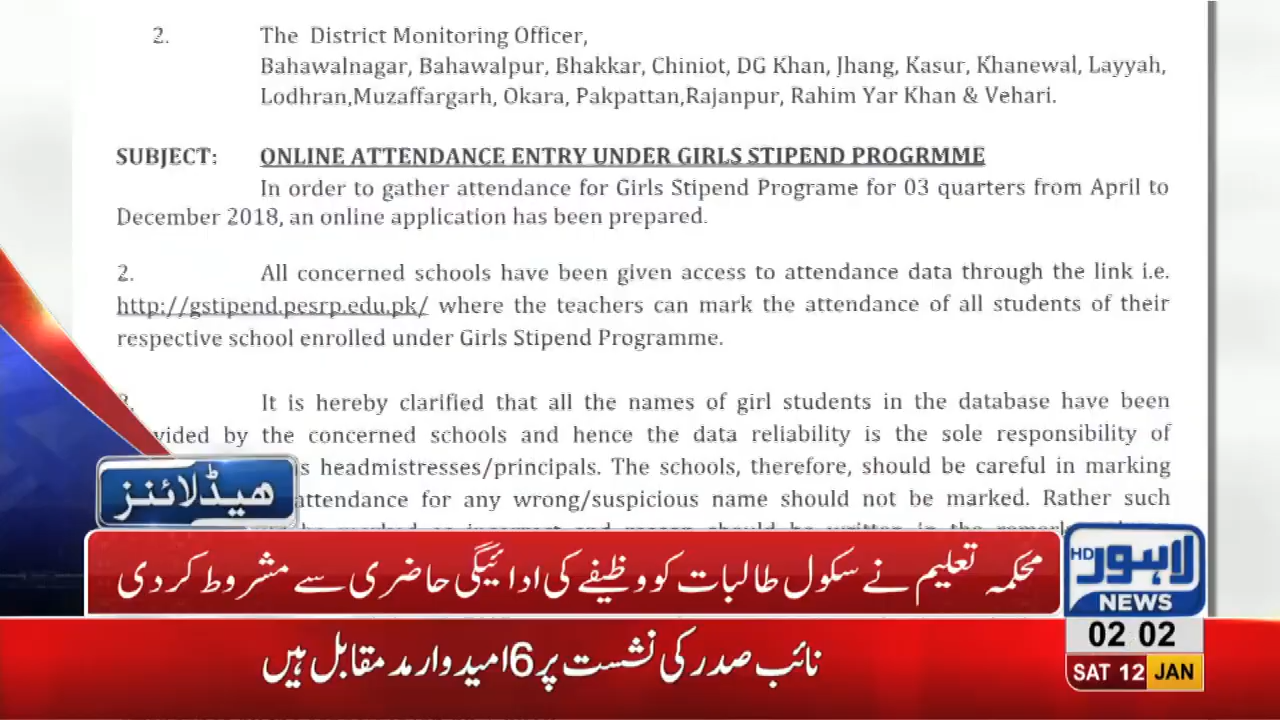 2. The District Monitoring Officer,
Bahawalnagar, Bahawalpur, Bhakkar, Chiniot, DG Khan, Jhang, Kasur, Khanewal, Layyah,
Lodhran,Muzaffargarh, Okara, Pakpattan,Rajanpur, Rahim Yar Khan & Vehari.
SUBJECT: ONLINE ATTENDANCE ENTRY UNDER GIRLS STIPEND PROGRMME
In order to gather attendance for Girls Stipend Programe for 03 quarters from April to
December 2018, an online application has been prepared.
2. All concerned schools have been given access to attendance data through the link i.e.
http://gstipend.pesrp.edu.pk/ where the teachers can mark the attendance of all students of their
respective school enrolled under Girls Stipend Programme.
3. It is hereby clarified that all the names of girl students in the database have been
vided by the concerned schools and hence the data reliability is the sole responsibility of
s headmistresses/principals. The schools, therefore, should be careful in marking
attendance for any wrong/suspicious name should not be marked. Rather such
ہیڈلائنز
محکمہ تعلیم نے سکول طالبات کو وظیفے کی ادائیگی حاضری سے مشروط کر دی
HD لاہور
NEWS
02 02
SAT 12 JAN
نائب صدر کی نشست پر 6 امیدوار مد مقابل ہیں